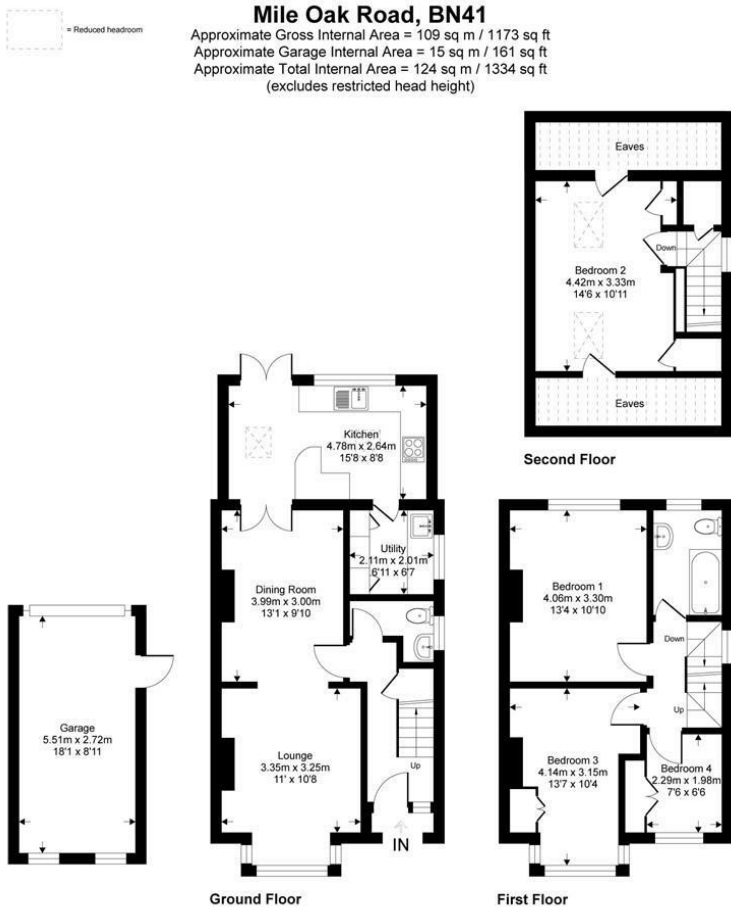 Mile Oak Road, BN41
= Reduced headroom
Approximate Gross Internal Area = 109 sq m / 1173 sq ft
Approximate Garage Internal Area = 15 sq m / 161 sq ft
Approximate Total Internal Area = 124 sq m / 1334 sq ft
(excludes restricted head height)
Eaves
Down
Bedroom 2
4.42m x 3.33m
14'6 x 10'11
Eaves
Second Floor
Kitchen
4.78m x 2.64m
15'8 x 8'8
Utility
2.11m x 2.01m
6'11 x 6'7
Dining Room
3.99m x 3.00m
13'1 x 9'10
Lounge
3.35m x 3.25m
11' x 10'8
Up
IN
Ground Floor
Garage
5.51m x 2.72m
18'1 x 8'11
Bedroom 1
4.06m x 3.30m
13'4 x 10'10
Down
Up
Bedroom 3
4.14m x 3.15m
13'7 x 10'4
Bedroom 4
2.29m x 1.98m
7'6 x 6'6
First Floor